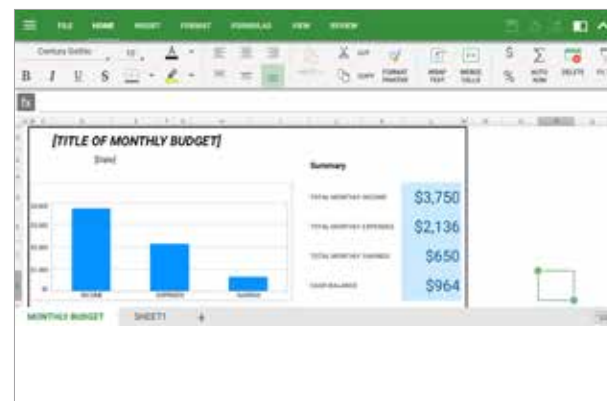 FILE HOME INSERT FORMAT FORMULAS VIEW REVIEW
Century Gothic
CUT
B I U S
COPY FORMAT PAINTER WRAP TEXT MERGE CELLS $ % AUTO SUM DELETE
fx
[TITLE OF MONTHLY BUDGET]
[Date]
Summary
TOTAL MONTHLY INCOME $3,750
TOTAL MONTHLY EXPENSES $2,136
TOTAL MONTHLY SAVINGS $650
CASH BALANCE $964
INCOME EXPENSES SAVINGS
MONTHLY BUDGET SHEET1 +